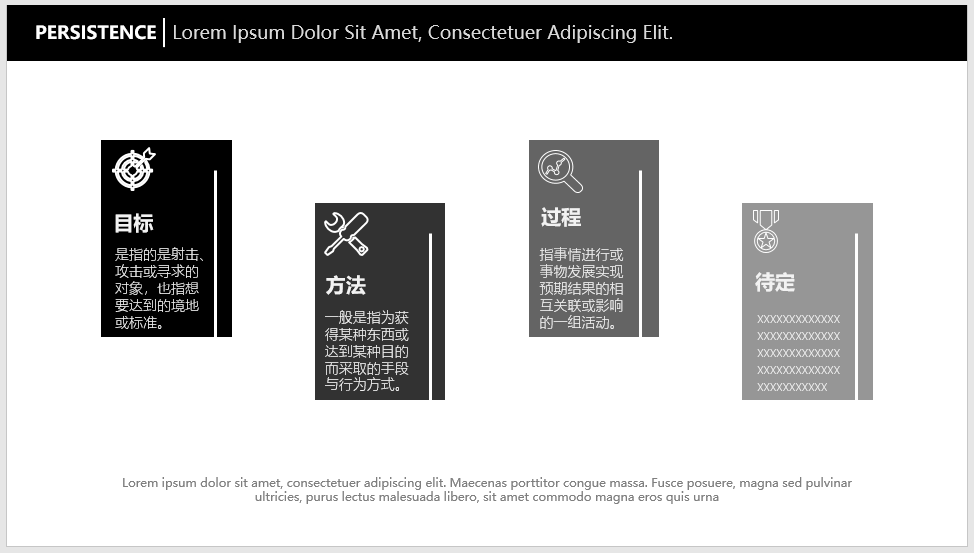 PERSISTENCE Lorem Ipsum Dolor Sit Amet, Consectetuer Adipiscing Elit.
目标
是指的是射击、
攻击或寻求的
对象，也指想
要达到的境地
或标准。
方法
一般是指为获
得某种东西或
达到某种目的
而采取的手段
与行为方式。
过程
指事情进行或
事物发展实现
预期结果的相
互关联或影响
的一组活动。
待定
XXXXXXXXXXXXX
XXXXXXXXXXXXX
XXXXXXXXXXXXX
XXXXXXXXXXXXX
XXXXXXXXXXX
Lorem ipsum dolor sit amet, consectetuer adipiscing elit. Maecenas porttitor congue massa. Fusce posuere, magna sed pulvinar
ultricies, purus lectus malesuada libero, sit amet commodo magna eros quis urna